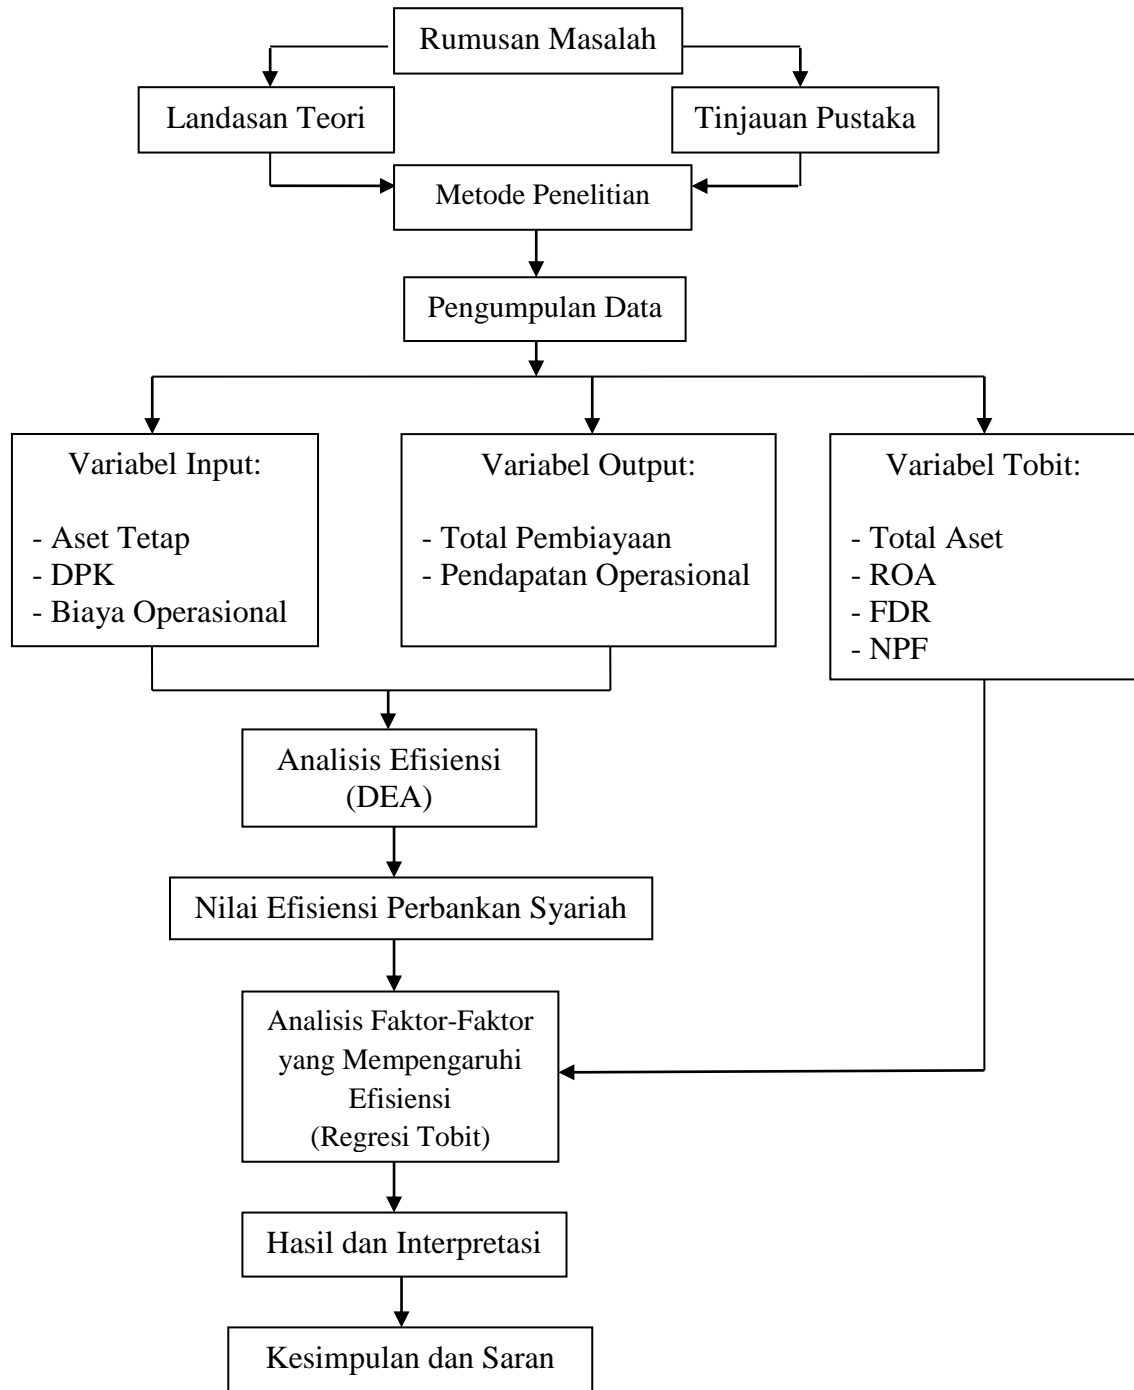 Rumusan Masalah
Landasan Teori
Tinjauan Pustaka
Metode Penelitian
Pengumpulan Data
Variabel Input:
- Aset Tetap
- DPK
- Biaya Operasional
Variabel Output:
- Total Pembiayaan
- Pendapatan Operasional
Variabel Tobit:
- Total Aset
- ROA
- FDR
- NPF
Analisis Efisiensi
(DEA)
Nilai Efisiensi Perbankan Syariah
Analisis Faktor-Faktor
yang Mempengaruhi
Efisiensi
(Regresi Tobit)
Hasil dan Interpretasi
Kesimpulan dan Saran